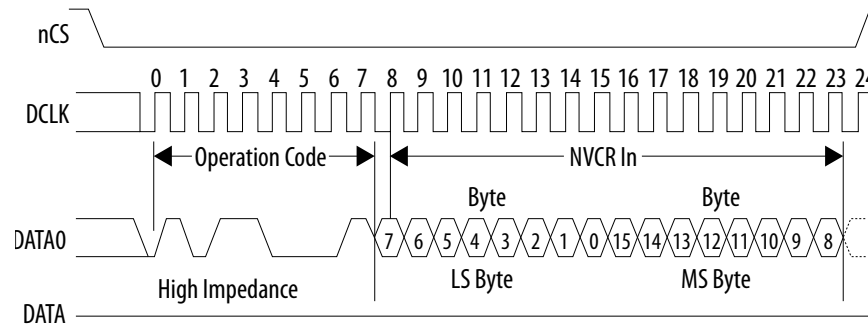 nCS
0 1 2 3 4 5 6 7 8 9 10 11 12 13 14 15 16 17 18 19 20 21 22 23 24
DCLK
Operation Code NVCR In
Byte Byte
DATA0 7 6 5 4 3 2 1 0 15 14 13 12 11 10 9 8
High Impedance LS Byte MS Byte
DATA